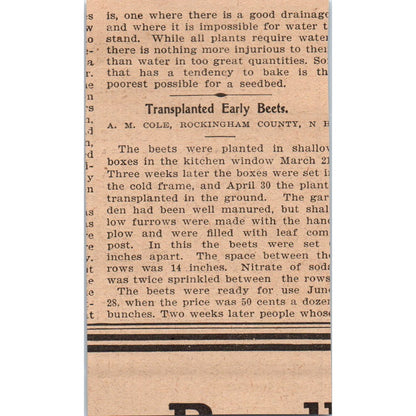 is, one where there is a good drainage
and where it is impossible for water t
stand. While all plants require water
there is nothing more injurious to ther
than water in too great quantities. So
that has a tendency to bake is th
poorest possible for a seedbed.
Transplanted Early Beets.
A. M. COLE, ROCKINGHAM COUNTY, N H
The beets were planted in shallow
boxes in the kitchen window March 21
Three weeks later the boxes were set i
the cold frame, and April 30 the plant
transplanted in the ground. The gar
den had been well manured, but shal
low furrows were made with the hand
plow and were filled with leaf com
post. In this the beets were set
inches apart. The space between the
rows was 14 inches. Nitrate of soda
was twice sprinkled between the rows
The beets were ready for use June
28, when the price was 50 cents a dozen
bunches. Two weeks later people whose